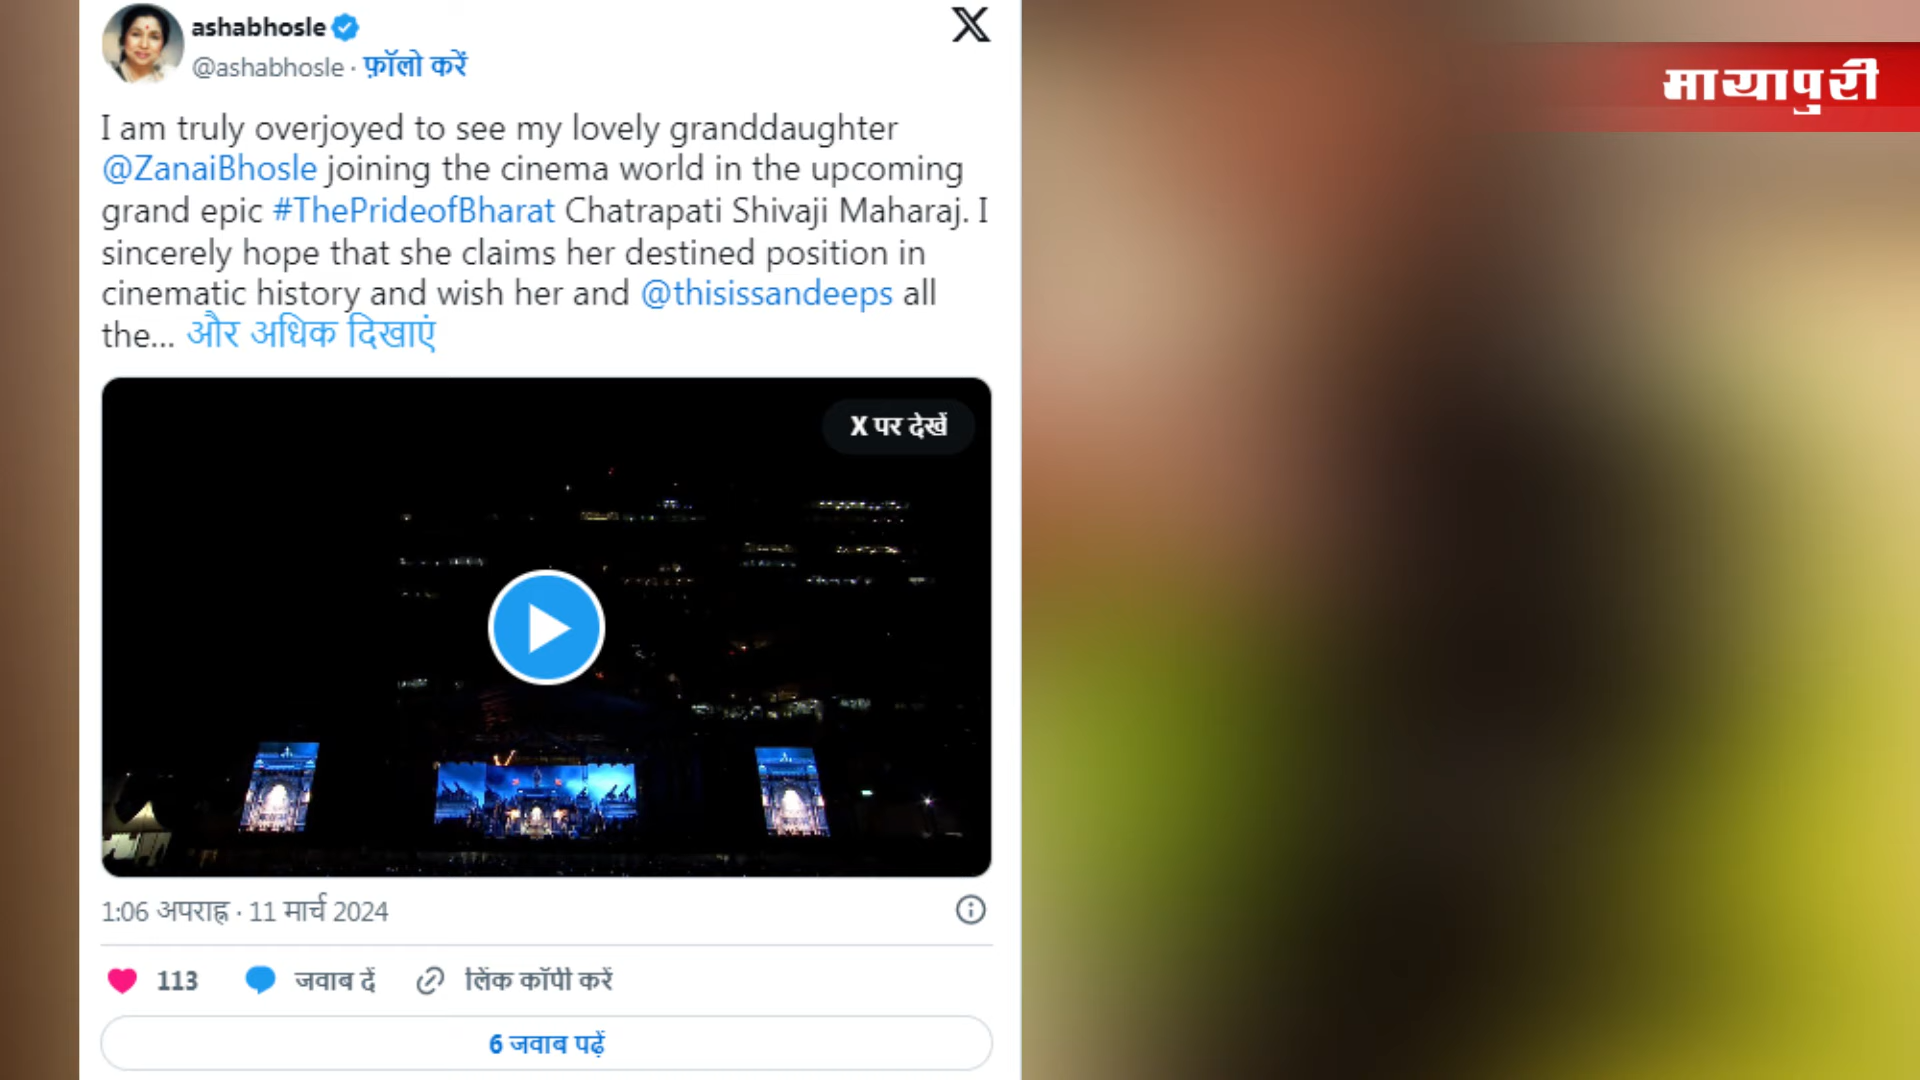 ashabhosle
@ashabhosle · फ़ॉलो करें
मायापुरी
I am truly overjoyed to see my lovely granddaughter
@ZanaiBhosle joining the cinema world in the upcoming
grand epic #ThePrideofBharat Chatrapati Shivaji Maharaj. I
sincerely hope that she claims her destined position in
cinematic history and wish her and @thisissandeeps all
the... और अधिक दिखाएं
X पर देखें
1:06 अपराह्न · 11 मार्च 2024
113 जवाब दें लिंक कॉपी करें
6 जवाब पढ़ें